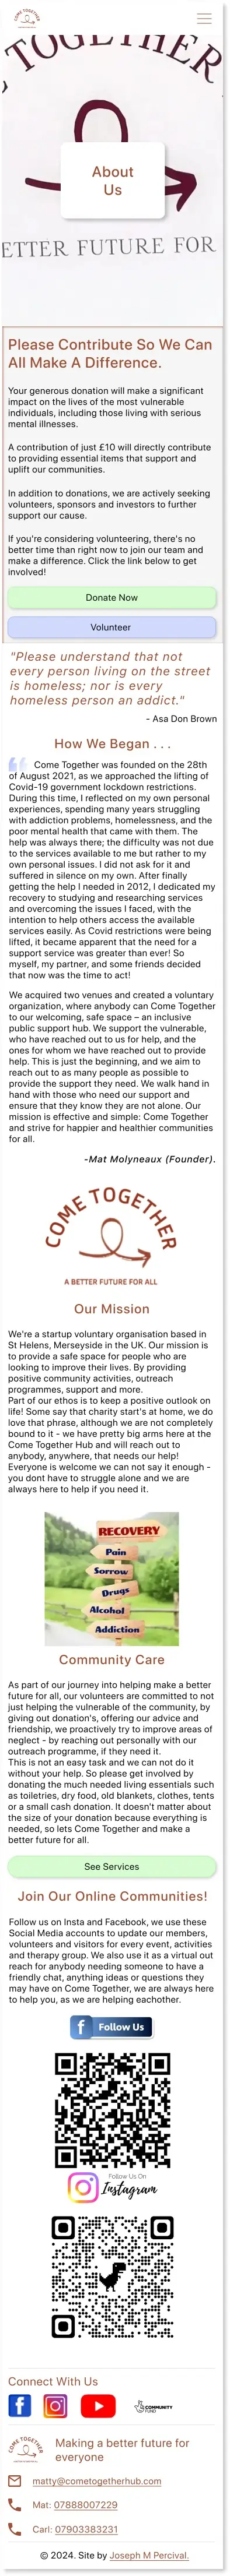 COME TOGETHER
COME TOGETHER
ETTER FUTURE FOR
About
Us
Please Contribute So We Can
All Make A Difference.
Your generous donation will make a significant
impact on the lives of the most vulnerable
individuals, including those living with serious
mental illnesses.
A contribution of just £10 will directly contribute
to providing essential items that support and
uplift our communities.
In addition to donations, we are actively seeking
volunteers, sponsors and investors to further
support our cause.
If you're considering volunteering, there's no
better time than right now to join our team and
make a difference. Click the link below to get
involved!
Donate Now
Volunteer
"Please understand that not
every person living on the street
is homeless; nor is every
homeless person an addict."
- Asa Don Brown
How We Began . . .
Come Together was founded on the 28th
of August 2021, as we approached the lifting of
Covid-19 government lockdown restrictions.
During this time, I reflected on my own personal
experiences, spending many years struggling
with addiction problems, homelessness, and the
poor mental health that came with them. The
help was always there; the difficulty was not due
to the services available to me but rather to my
own personal issues. I did not ask for it and
suffered in silence on my own. After finally
getting the help I needed in 2012, I dedicated my
recovery to studying and researching services
and overcoming the issues I faced, with the
intention to help others access the available
services easily. As Covid restrictions were being
lifted, it became apparent that the need for a
support service was greater than ever! So
myself, my partner, and some friends decided
that now was the time to act!
We acquired two venues and created a voluntary
organization, where anybody can Come Together
to our welcoming, safe space – an inclusive
public support hub. We support the vulnerable,
who have reached out to us for help, and the
ones for whom we have reached out to provide
help. This is just the beginning, and we aim to
reach out to as many people as possible to
provide the support they need. We walk hand in
hand with those who need our support and
ensure that they know they are not alone. Our
mission is effective and simple: Come Together
and strive for happier and healthier communities
for all.
-Mat Molyneaux (Founder).
COME TOGETHER
A BETTER FUTURE FOR ALL
Our Mission
We're a startup voluntary organisation based in
St Helens, Merseyside in the UK. Our mission is
to provide a safe space for people who are
looking to improve their lives. By providing
positive community activities, outreach
programmes, support and more.
Part of our ethos is to keep a positive outlook on
life! Some say that charity start's at home, we do
love that phrase, although we are not completely
bound to it - we have pretty big arms here at the
Come Together Hub and will reach out to
anybody, anywhere, that needs our help!
Everyone is welcome we can not say it enough -
you dont have to struggle alone and we are
always here to help if you need it.
RECOVERY
Pain
Sorrow
Drugs
Alcohol
Addiction
Community Care
As part of our journey into helping make a better
future for all, our volunteers are committed to not
just helping the vulnerable of the community, by
giving out donation's, offering our advice and
friendship, we proactively try to improve areas of
neglect - by reaching out personally with our
outreach programme, if they need it.
This is not an easy task and we can not do it
without your help. So please get involved by
donating the much needed living essentials such
as toiletries, dry food, old blankets, clothes, tents
or a small cash donation. It doesn't matter about
the size of your donation because everything is
needed, so lets Come Together and make a
better future for all.
See Services
Join Our Online Communities!
Follow us on Insta and Facebook, we use these
Social Media accounts to update our members,
volunteers and visitors for every event, activites
and therapy group. We also use it as a virtual out
reach for anybody needing someone to have a
friendly chat, anything ideas or questions they
may have on Come Together, we are always here
to help you, as we are helping eachother.
f Follow Us
Follow Us On
Instagram
Connect With Us
COMMUNITY
FUND
COME TOGETHER
Making a better future for
everyone
matty@cometogetherhub.com
Mat: 07888007229
Carl: 07903383231
© 2024. Site by Joseph M Percival.